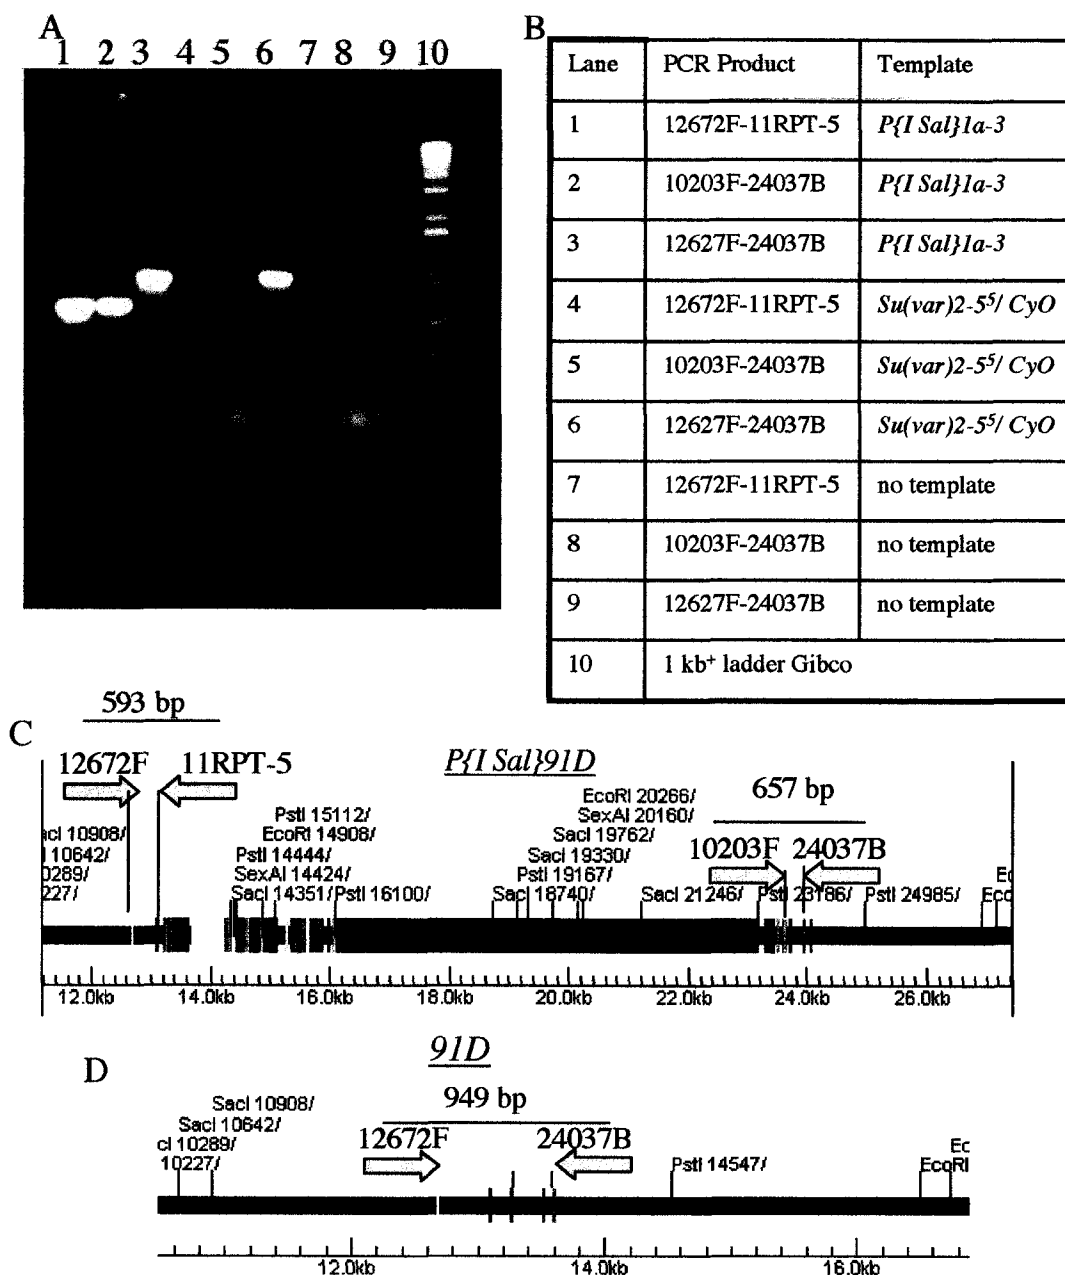 A
1 2 3 4 5 6 7 8 9 10
B
Lane PCR Product Template
1 12672F-11RPT-5 P{I Sal}1a-3
2 10203F-24037B P{I Sal}1a-3
3 12627F-24037B P{I Sal}1a-3
4 12672F-11RPT-5 Su(var)2-5⁵/ CyO
5 10203F-24037B Su(var)2-5⁵/ CyO
6 12627F-24037B Su(var)2-5⁵/ CyO
7 12672F-11RPT-5 no template
8 10203F-24037B no template
9 12627F-24037B no template
10 1 kb⁺ ladder Gibco
C
593 bp
12672F 11RPT-5
P{I Sal}91D
657 bp
10203F 24037B
acI 10908/
I 10642/
0289/
227/
PstI 15112/
EcoRI 14908/
PstI 14444/
SexAI 14424/
SacI 14351/
PstI 16100/
EcoRI 20266/
SexAI 20160/
SacI 19762/
SacI 19330/
PstI 19167/
SacI 18740/
SacI 21246/
PstI 23186/
PstI 24985/
Ec
Eco
12.0kb 14.0kb 16.0kb 18.0kb 20.0kb 22.0kb 24.0kb 26.0kb
D
91D
949 bp
12672F 24037B
SacI 10908/
SacI 10642/
cI 10289/
10227/
PstI 14547/
Ec
EcoRI
12.0kb 14.0kb 16.0kb